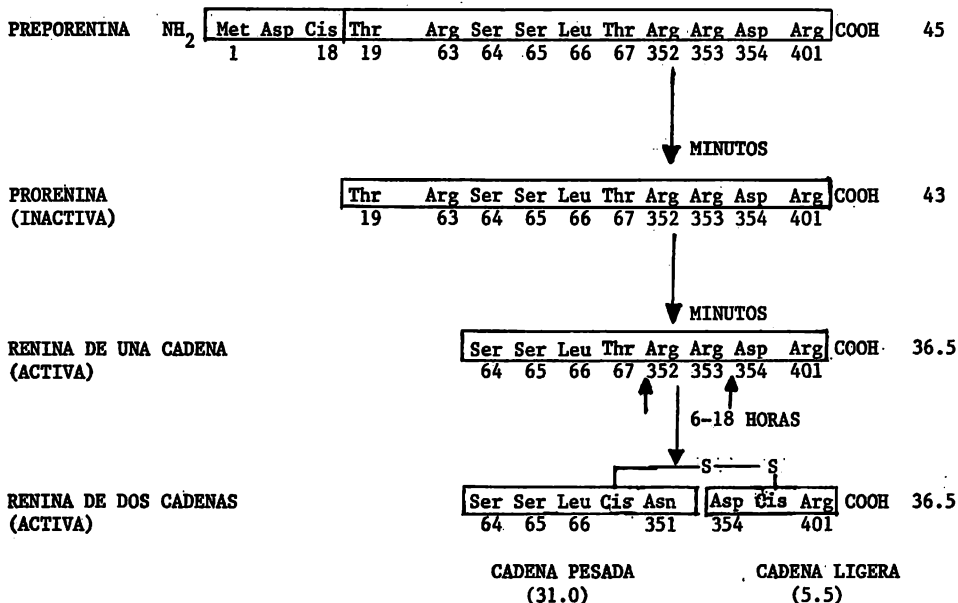 PREPORENINA NH2 Met Asp Cis Thr Arg Ser Ser Leu Thr Arg Arg Asp Arg COOH 45
1 18 19 63 64 65 66 67 352 353 354 401
MINUTOS
PRORENINA Thr Arg Ser Ser Leu Thr Arg Arg Asp Arg COOH 43
(INACTIVA) 19 63 64 65 66 67 352 353 354 401
MINUTOS
RENINA DE UNA CADENA Ser Ser Leu Thr Arg Arg Asp Arg COOH 36.5
(ACTIVA) 64 65 66 67 352 353 354 401
6-18 HORAS
S S
RENINA DE DOS CADENAS Ser Ser Leu Cis Asn Asp Cis Arg COOH 36.5
(ACTIVA) 64 65 66 351 354 401
CADENA PESADA CADENA LIGERA
(31.0) (5.5)